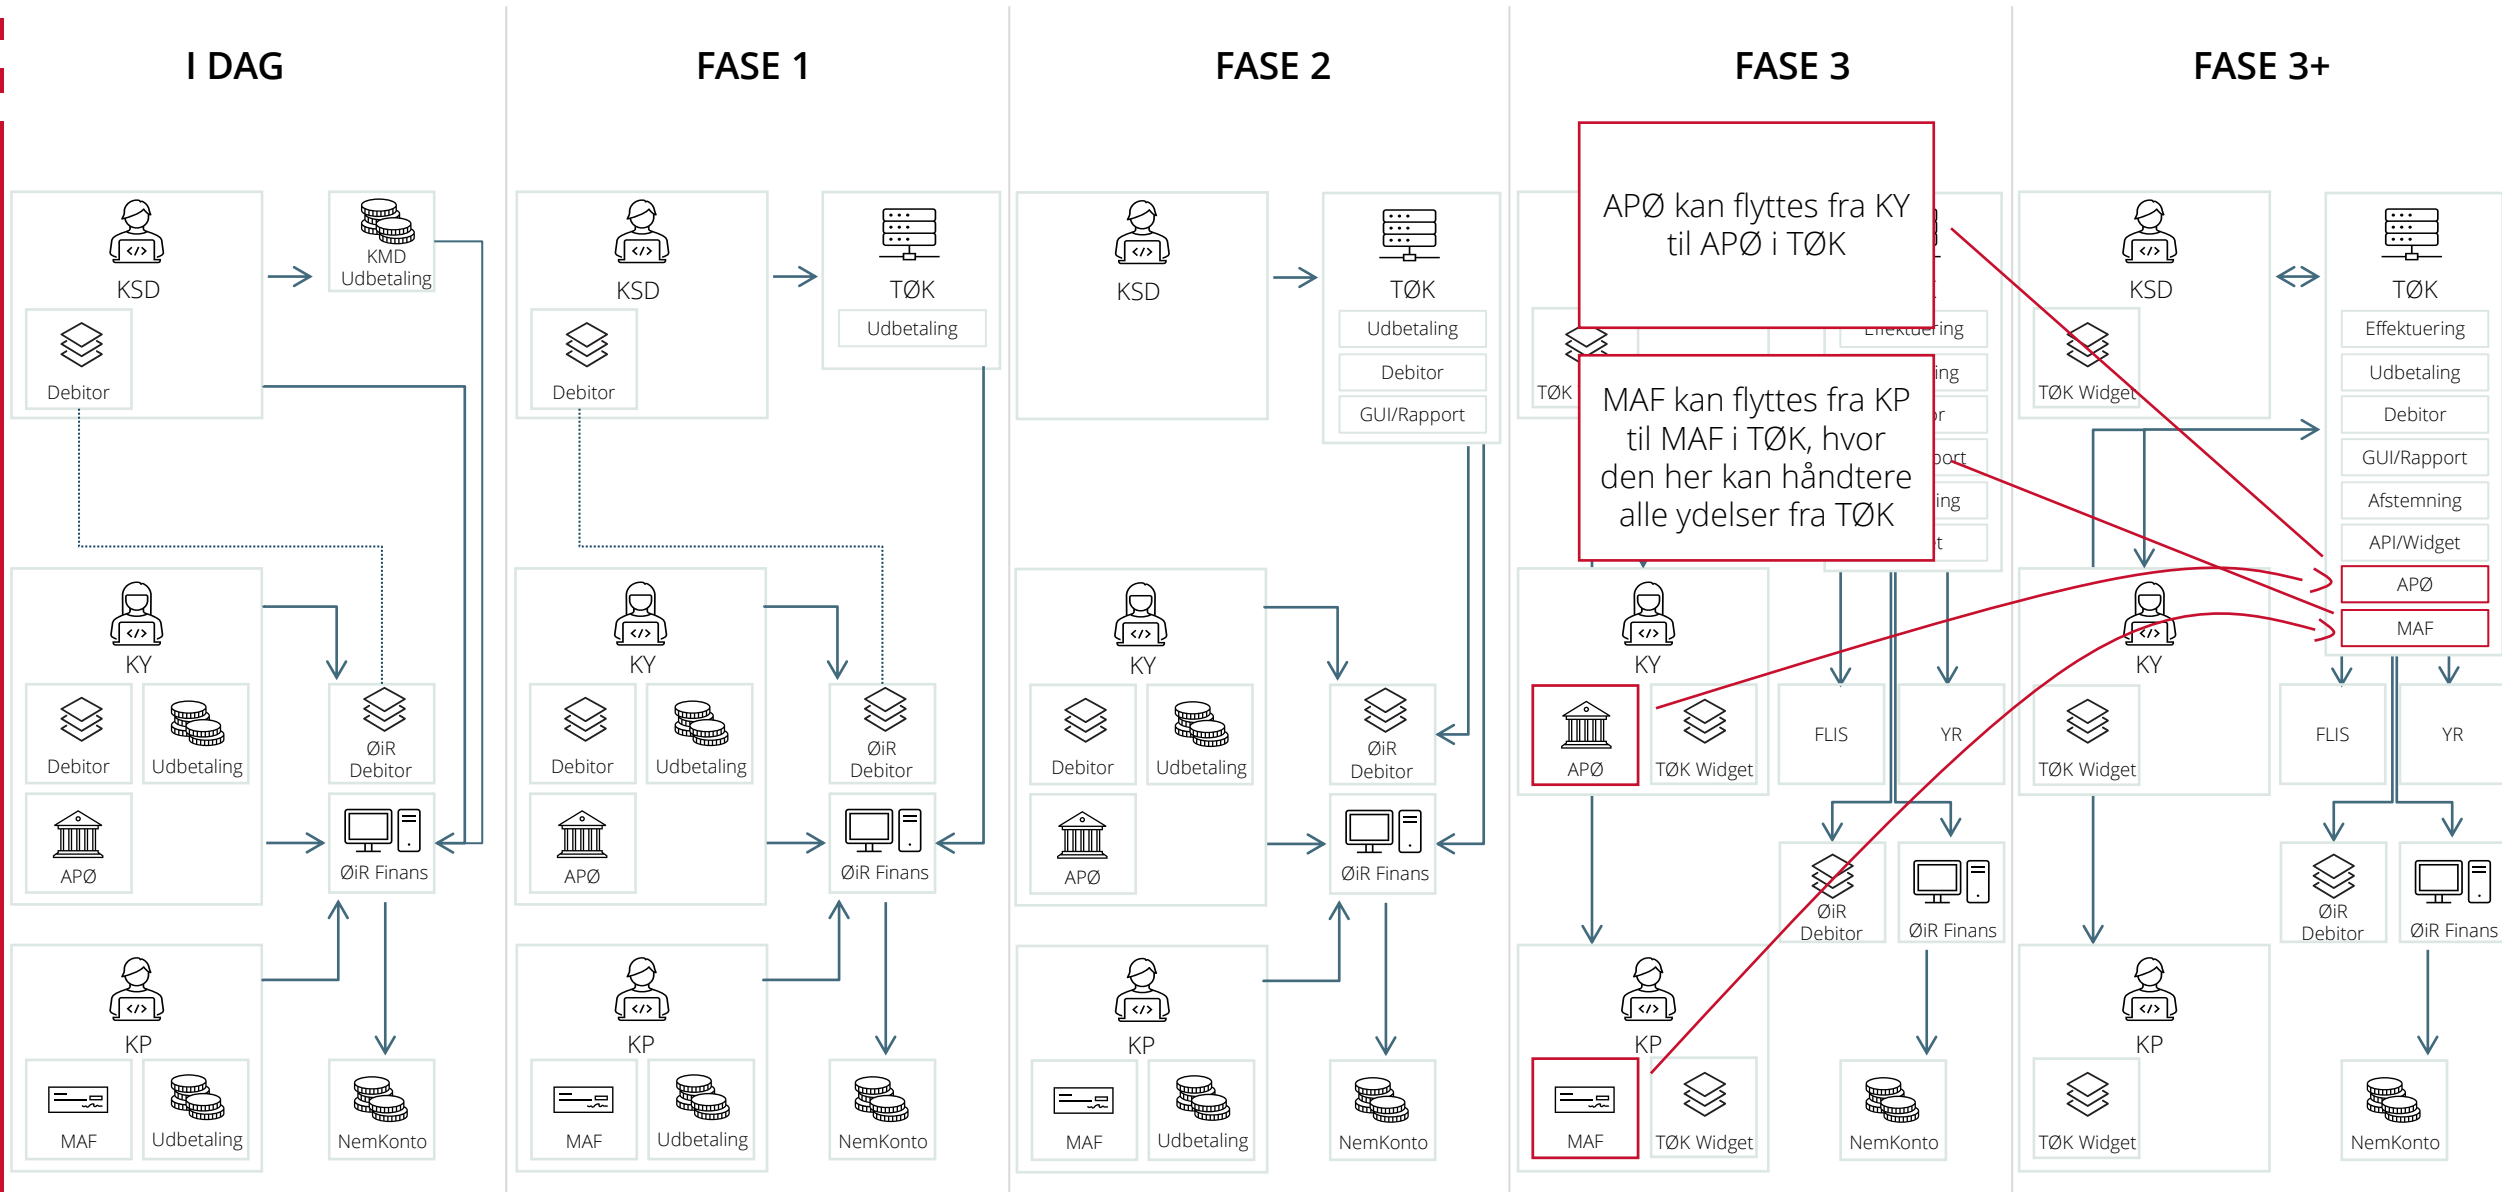 I DAG
KSD
KMD
Udbetaling
Debitor
KY
Debitor
Udbetaling
ØiR
Debitor
APØ
ØiR Finans
KP
MAF
Udbetaling
NemKonto
FASE 1
KSD
TØK
Udbetaling
Debitor
KY
Debitor
Udbetaling
ØiR
Debitor
APØ
ØiR Finans
KP
MAF
Udbetaling
NemKonto
FASE 2
KSD
TØK
Udbetaling
Debitor
GUI/Rapport
KY
Debitor
Udbetaling
ØiR
Debitor
APØ
ØiR Finans
KP
MAF
Udbetaling
NemKonto
FASE 3
APØ kan flyttes fra KY
til APØ i TØK
Effektuering
TØK
MAF kan flyttes fra KP
til MAF i TØK, hvor
den her kan håndtere
alle ydelser fra TØK
KY
APØ
TØK Widget
FLIS
YR
ØiR
Debitor
ØiR Finans
KP
MAF
TØK Widget
NemKonto
FASE 3+
KSD
TØK Widget
TØK
Effektuering
Udbetaling
Debitor
GUI/Rapport
Afstemning
API/Widget
APØ
MAF
KY
TØK Widget
FLIS
YR
ØiR
Debitor
ØiR Finans
KP
TØK Widget
NemKonto